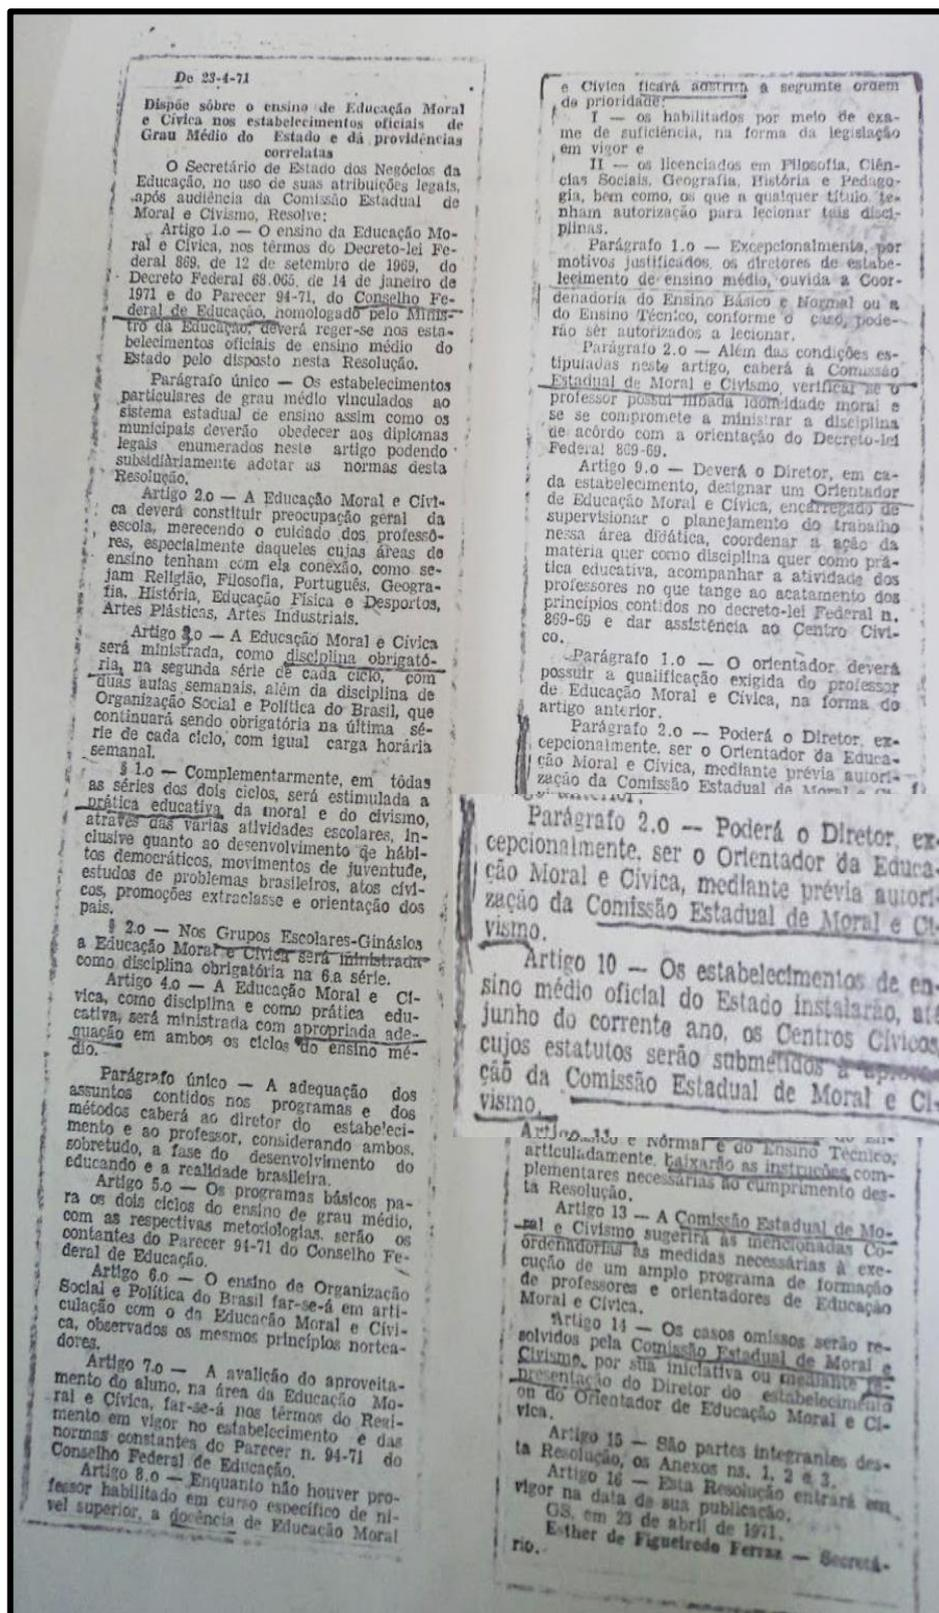 De 23-4-71
Dispõe sôbre o ensino de Educação Moral
e Cívica nos estabelecimentos oficiais de
Grau Médio do Estado e dá providências
correlatas
O Secretário de Estado dos Negócios da
Educação, no uso de suas atribuições legais,
após audiência da Comissão Estadual de
Moral e Civismo, Resolve:
Artigo 1.o — O ensino da Educação Mo-
ral e Cívica, nos têrmos do Decreto-lei Fe-
deral 869, de 12 de setembro de 1969, do
Decreto Federal 68.065, de 14 de janeiro de
1971 e do Parecer 94-71, do Conselho Fe-
deral de Educação, homologado pelo Minis-
tro da Educação, deverá reger-se nos esta-
belecimentos oficiais de ensino médio do
Estado pelo disposto nesta Resolução.
Parágrafo único — Os estabelecimentos
particulares de grau médio vinculados ao
sistema estadual de ensino assim como os
municipais deverão obedecer aos diplomas
legais enumerados neste artigo podendo
subsidiàriamente adotar as normas desta
Resolução.
Artigo 2.o — A Educação Moral e Cívi-
ca deverá constituir preocupação geral da
escola, merecendo o cuidado dos professô-
res, especialmente daqueles cujas áreas de
ensino tenham com ela conexão, como se-
jam Religião, Filosofia, Português, Geogra-
fia, História, Educação Física e Desportos,
Artes Plásticas, Artes Industriais.
Artigo 3.o — A Educação Moral e Cívica
será ministrada, como disciplina obrigató-
ria, na segunda série de cada ciclo, com
duas aulas semanais, além da disciplina de
Organização Social e Política do Brasil, que
continuará sendo obrigatória na última sé-
rie de cada ciclo, com igual carga horária
semanal.
§ 1.o — Complementarmente, em tôdas
as séries dos dois ciclos, será estimulada a
prática educativa da moral e do civismo,
através das várias atividades escolares, in-
clusive quanto ao desenvolvimento de hábi-
tos democráticos, movimentos de juventude,
estudos de problemas brasileiros, atos cívi-
cos, promoções extraclasse e orientação dos
pais.
§ 2.o — Nos Grupos Escolares-Ginásios
a Educação Moral e Cívica será ministrada
como disciplina obrigatória na 6.a série.
Artigo 4.o — A Educação Moral e Cí-
vica, como disciplina e como prática edu-
cativa, será ministrada com apropriada ade-
quação em ambos os ciclos do ensino mé-
dio.
Parágrafo único — A adequação dos
assuntos contidos nos programas e dos
métodos caberá ao diretor do estabeleci-
mento e ao professor, considerando ambos,
sobretudo, a fase do desenvolvimento do
educando e a realidade brasileira.
Artigo 5.o — Os programas básicos pa-
ra os dois ciclos do ensino de grau médio,
com as respectivas metodologias, serão os
contantes do Parecer 94-71 do Conselho Fe-
deral de Educação.
Artigo 6.o — O ensino de Organização
Social e Política do Brasil far-se-á em arti-
culação com o da Educação Moral e Cívi-
ca, observados os mesmos princípios nortea-
dores.
Artigo 7.o — A avalição do aproveita-
mento do aluno, na área da Educação Mo-
ral e Cívica, far-se-á nos têrmos do Regi-
mento em vigor no estabelecimento e das
normas constantes do Parecer n. 94-71 do
Conselho Federal de Educação.
Artigo 8.o — Enquanto não houver pro-
fessor habilitado em curso específico de ní-
vel superior, a docência de Educação Moral
e Cívica ficará adstrita à seguinte ordem
de prioridade:
I — os habilitados por meio de exa-
me de suficiência, na forma da legislação
em vigor e
II — os licenciados em Filosofia, Ciên-
cias Sociais, Geografia, História e Pedago-
gia, bem como, os que a qualquer título te-
nham autorização para lecionar tais disci-
plinas.
Parágrafo 1.o — Excepcionalmente, por
motivos justificados, os diretores de estabe-
lecimento de ensino médio, ouvida a Coor-
denadoria do Ensino Básico e Normal ou a
do Ensino Técnico, conforme o caso, pode-
rão sêr autorizados a lecionar.
Parágrafo 2.o — Além das condições es-
tipuladas neste artigo, caberá à Comissão
Estadual de Moral e Civismo, verificar se o
professor possui ilibada idoneidade moral e
se se compromete a ministrar a disciplina
de acôrdo com a orientação do Decreto-lei
Federal 869-69.
Artigo 9.o — Deverá o Diretor, em ca-
da estabelecimento, designar um Orientador
de Educação Moral e Cívica, encarregado de
supervisionar o planejamento do trabalho
nessa área didática, coordenar a ação da
matéria quer como disciplina quer como prá-
tica educativa, acompanhar a atividade dos
professores no que tange ao acatamento dos
princípios contidos no decreto-lei Federal n.
869-69 e dar assistência ao Centro Cívi-
co.
Parágrafo 1.o — O orientador deverá
possuir a qualificação exigida do professor
de Educação Moral e Cívica, na forma do
artigo anterior.
Parágrafo 2.o — Poderá o Diretor, ex-
cepcionalmente, ser o Orientador da Educa-
ção Moral e Cívica, mediante prévia autori-
zação da Comissão Estadual de Moral e Ci-
Parágrafo 2.o — Poderá o Diretor, ex-
cepcionalmente, ser o Orientador da Educa-
ção Moral e Cívica, mediante prévia autori-
zação da Comissão Estadual de Moral e Ci-
vismo.
Artigo 10 — Os estabelecimentos de en-
sino médio oficial do Estado instalarão, até
junho do corrente ano, os Centros Cívicos,
cujos estatutos serão submetidos à aprova-
ção da Comissão Estadual de Moral e Ci-
vismo.
Artigo 11
e Normal e do Ensino Técnico,
articuladamente, baixarão as instruções com-
plementares necessárias ao cumprimento des-
ta Resolução.
Artigo 13 — A Comissão Estadual de Mo-
ral e Civismo sugerirá às mencionadas Co-
ordenadorias as medidas necessárias à exe-
cução de um amplo programa de formação
de professores e orientadores de Educação
Moral e Cívica.
Artigo 14 — Os casos omissos serão re-
solvidos pela Comissão Estadual de Moral e
Civismo, por sua iniciativa ou mediante re-
presentação do Diretor do estabelecimento
ou do Orientador de Educação Moral e Cí-
vica.
Artigo 15 — São partes integrantes des-
ta Resolução, os Anexos ns. 1, 2 e 3.
Artigo 16 — Esta Resolução entrará em
vigor na data de sua publicação.
GS, em 23 de abril de 1971.
Esther de Figueiredo Ferraz — Secretá-
rio.